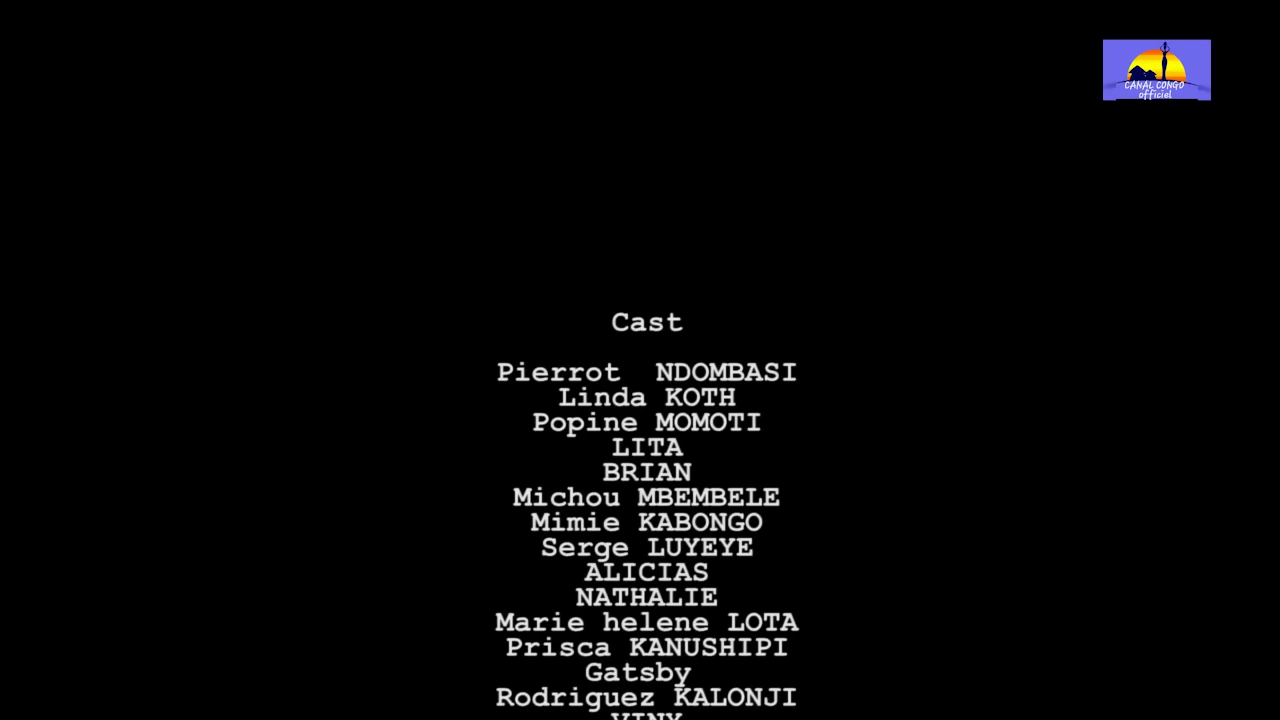 CANAL CONGO
officiel
Cast
Pierrot NDOMBASI
Linda KOTH
Popine MOMOTI
LITA
BRIAN
Michou MBEMBELE
Mimie KABONGO
Serge LUYEYE
ALICIAS
NATHALIE
Marie helene LOTA
Prisca KANUSHIPI
Gatsby
Rodriguez KALONJI